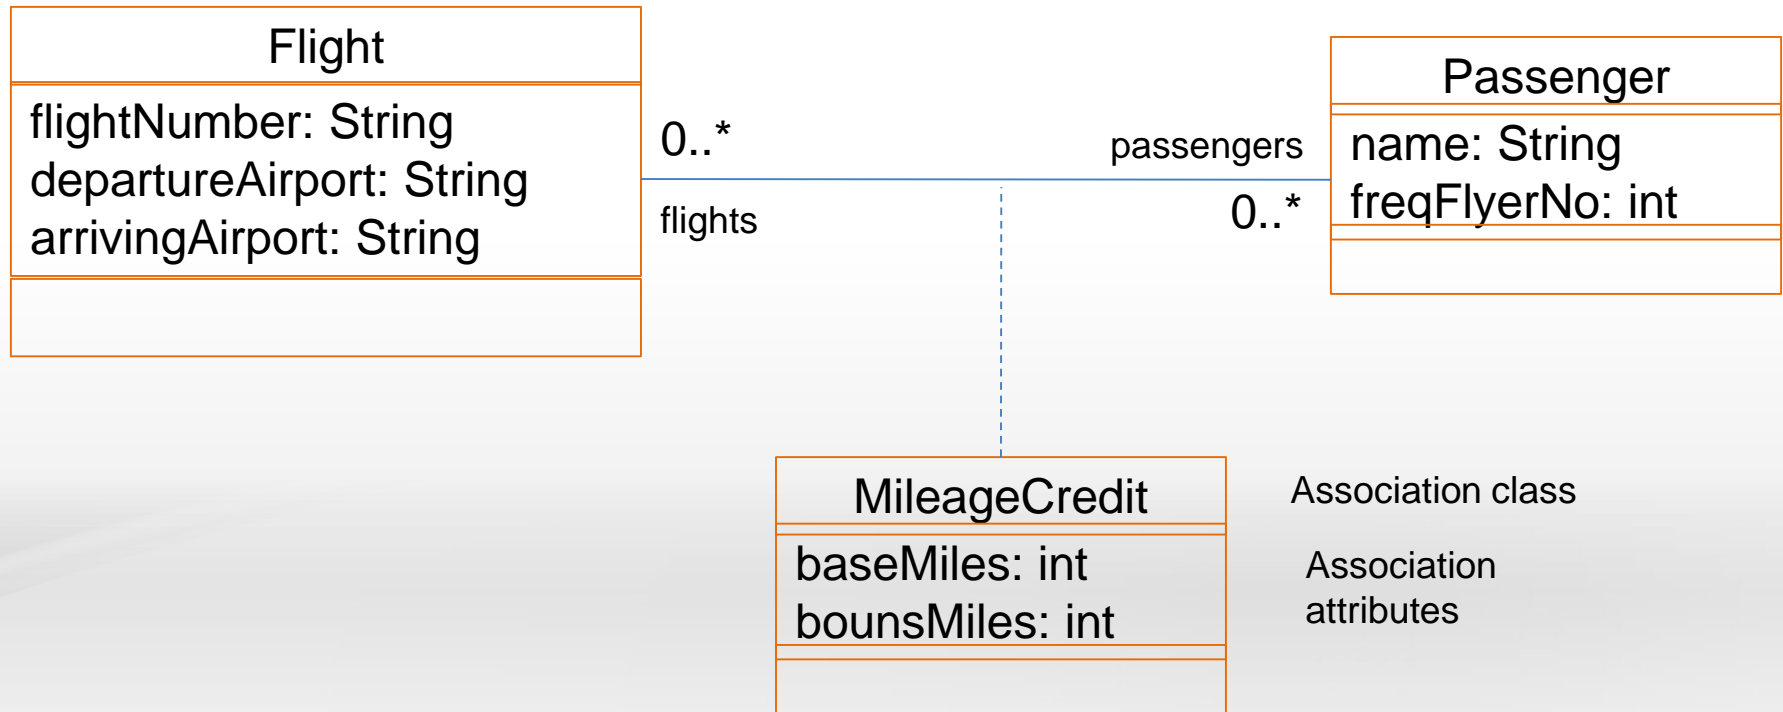 Flight
flightNumber: String
departureAirport: String
arrivingAirport: String
0..*
flights
passengers
0..*
Passenger
name: String
freqFlyerNo: int
MileageCredit
baseMiles: int
bounsMiles: int
Association class
Association
attributes